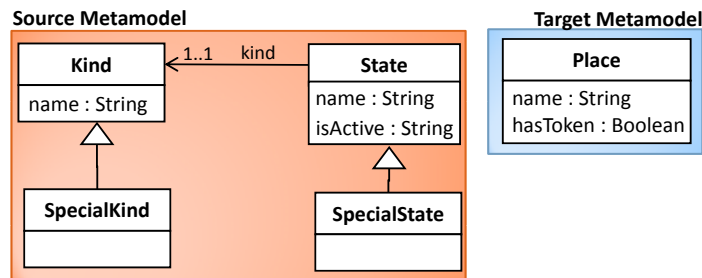 Source Metamodel
Target Metamodel
Kind
name : String
1..1 kind
State
name : String
isActive : String
Place
name : String
hasToken : Boolean
SpecialKind
SpecialState